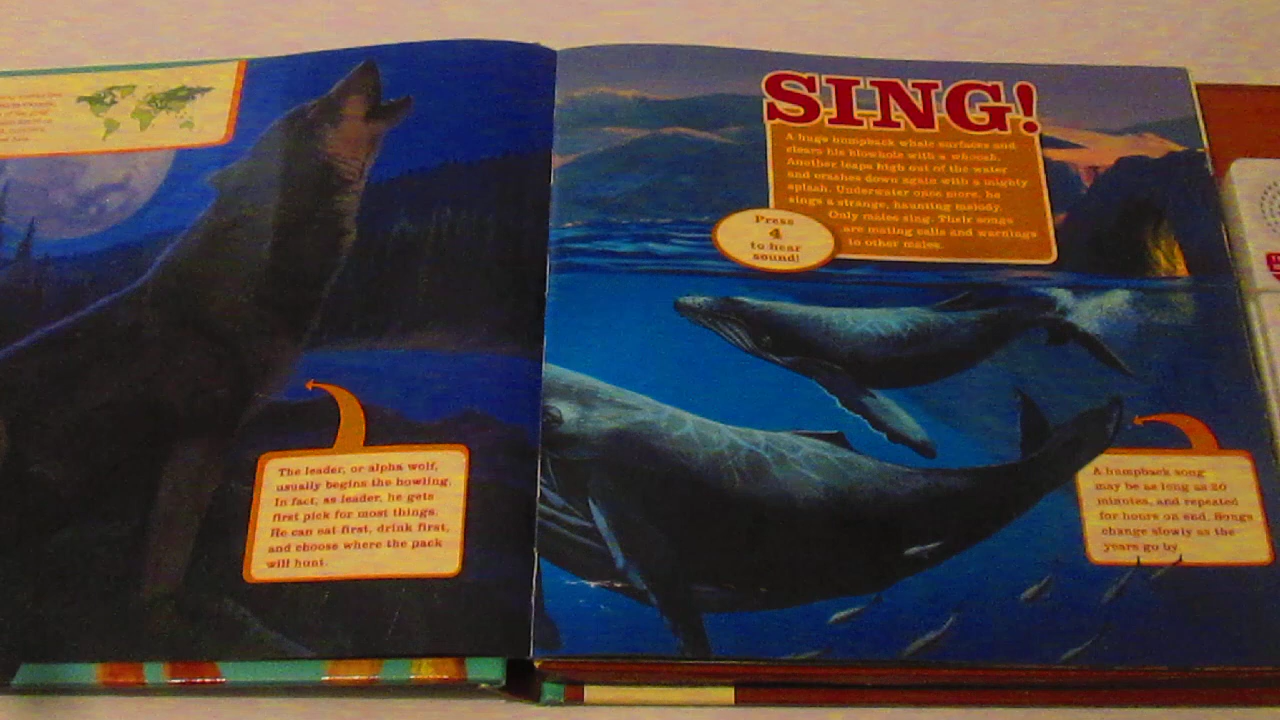 The leader, or alpha wolf,
usually begins the howling.
In fact, as leader, he gets
first pick for most things.
He can eat first, drink first,
and choose where the pack
will hunt.
SING!
A huge humpback whale surfaces and
clears his blowhole with a whoosh.
Another leaps high out of the water
and crashes down again with a mighty
splash. Underwater once more, he
sings a strange, haunting melody.
Only males sing. Their songs
are mating calls and warnings
to other males.
Press
4
to hear
sound!
A humpback song
may be as long as 20
minutes, and repeated
for hours on end. Songs
change slowly as the
years go by